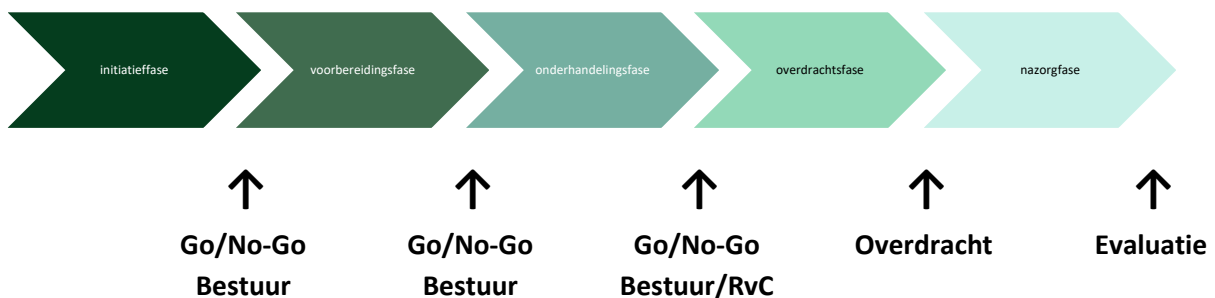 initiatieffase
voorbereidingsfase
onderhandelingsfase
overdrachtsfase
nazorgfase
Go/No-Go
Bestuur
Go/No-Go
Bestuur
Go/No-Go
Bestuur/RvC
Overdracht
Evaluatie